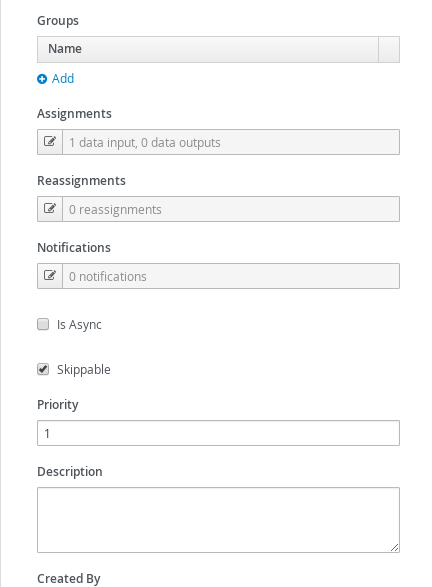 Groups
Name
Add
Assignments
1 data input, 0 data outputs
Reassignments
0 reassignments
Notifications
0 notifications
Is Async
Skippable
Priority
1
Description
Created By